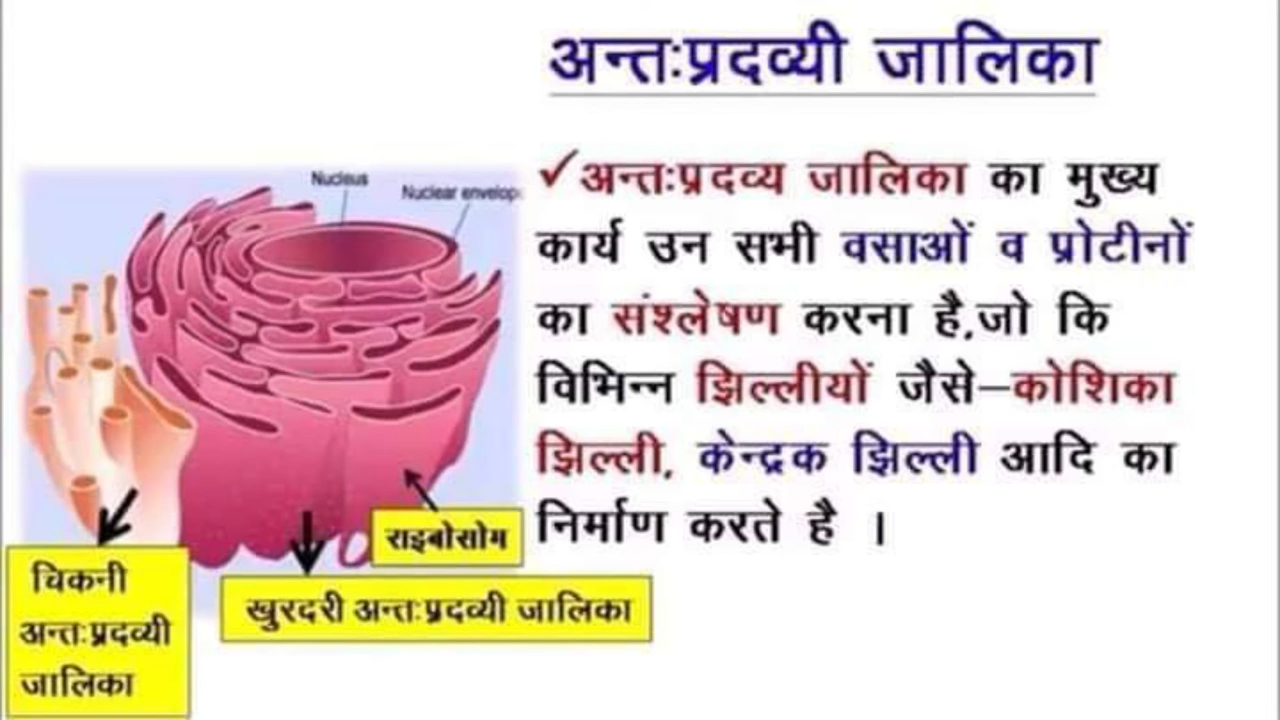 अन्तःप्रदव्यी जालिका
✓अन्तःप्रदव्य जालिका का मुख्य
कार्य उन सभी वसाओं व प्रोटीनों
का संश्लेषण करना है,जो कि
विभिन्न झिल्लीयों जैसे–कोशिका
झिल्ली, केन्द्रक झिल्ली आदि का
निर्माण करते है ।
Nucleus
Nuclear envelop
राइबोसोम
खुरदरी अन्तःप्रदव्यी जालिका
चिकनी
अन्तःप्रदव्यी
जालिका